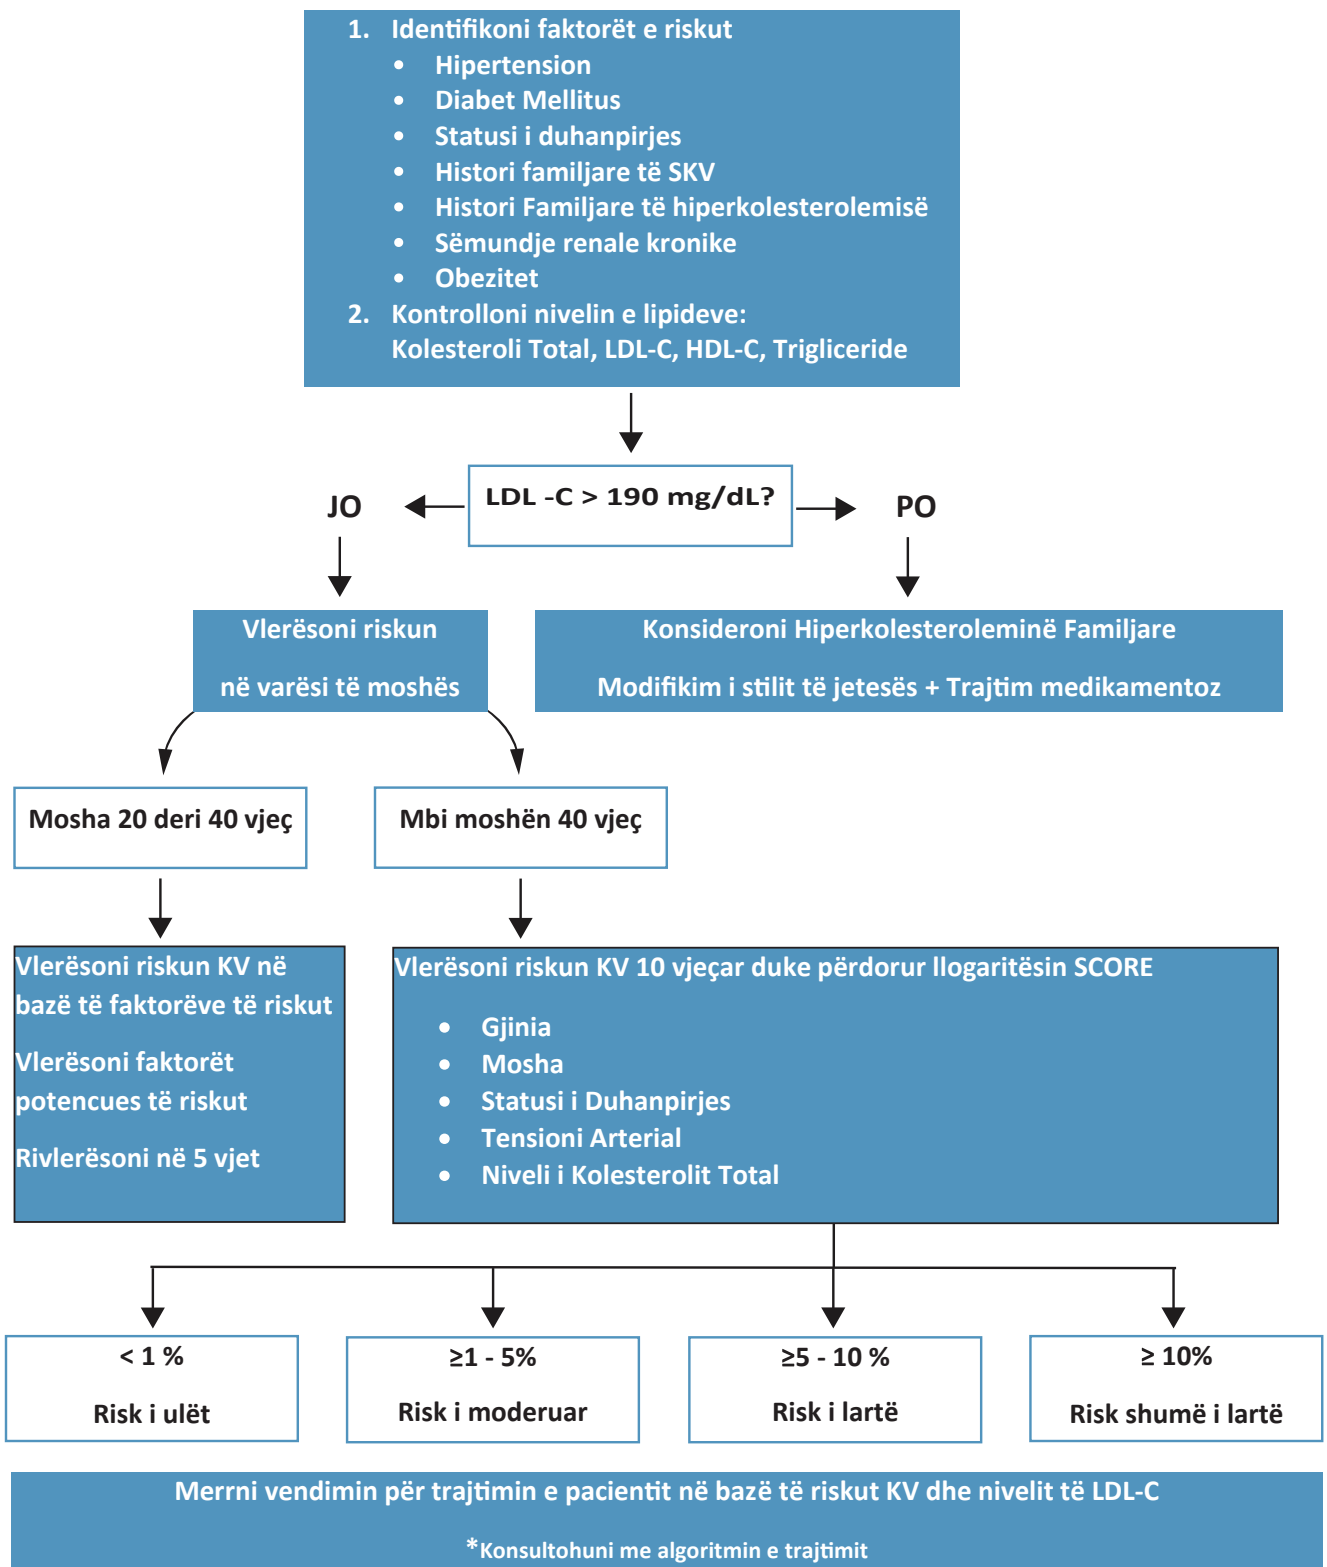 1. Identifikoni faktorët e riskut
• Hipertension
• Diabet Mellitus
• Statusi i duhanpirjes
• Histori familjare të SKV
• Histori Familjare të hiperkolesterolemisë
• Sëmundje renale kronike
• Obezitet
2. Kontrolloni nivelin e lipideve:
Kolesteroli Total, LDL-C, HDL-C, Trigliceride
LDL -C > 190 mg/dL?
JO
PO
Vlerësoni riskun
në varësi të moshës
Konsideroni Hiperkolesteroleminë Familjare
Modifikim i stilit të jetesës + Trajtim medikamentoz
Mosha 20 deri 40 vjeç
Mbi moshën 40 vjeç
Vlerësoni riskun KV në
bazë të faktorëve të riskut
Vlerësoni faktorët
potencues të riskut
Rivlerësoni në 5 vjet
Vlerësoni riskun KV 10 vjeçar duke përdorur llogaritësin SCORE
• Gjinia
• Mosha
• Statusi i Duhanpirjes
• Tensioni Arterial
• Niveli i Kolesterolit Total
< 1 %
Risk i ulët
≥1 - 5%
Risk i moderuar
≥5 - 10 %
Risk i lartë
≥ 10%
Risk shumë i lartë
Merrni vendimin për trajtimin e pacientit në bazë të riskut KV dhe nivelit të LDL-C
*Konsultohuni me algoritmin e trajtimit